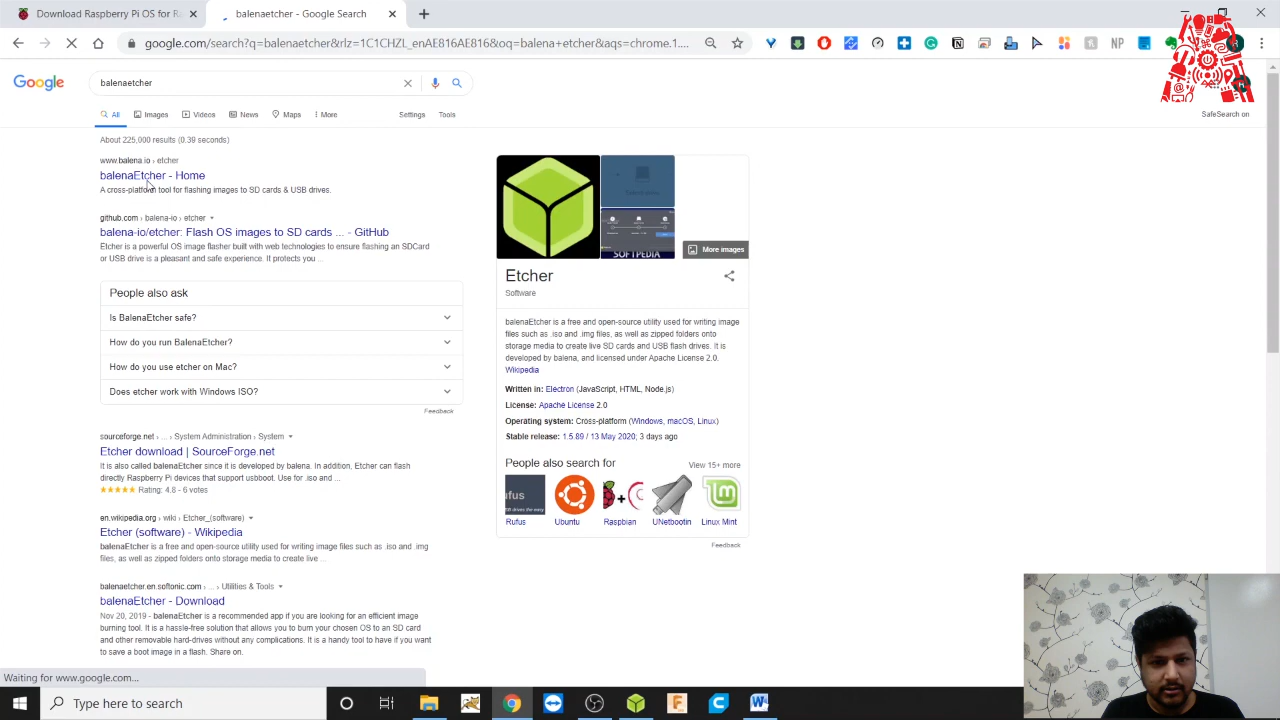 Download Raspberry Pi OS for R
balenaetcher - Google Search
google.com/search?q=balenaetcher&rlz=1C1CHZL_enAE816AE8
oq=balena+etcher&aqs=chrome.1....
NP
Google
balenaetcher
H
All
Images
Videos
News
Maps
More
Settings
Tools
SafeSearch on
About 225,000 results (0.39 seconds)
www.balena.io › etcher
balenaEtcher - Home
A cross-platform tool for flashing images to SD cards & USB drives.
github.com › balena-io › etcher
balena-io/etcher: Flash OS images to SD cards ... - GitHub
Etcher is a powerful OS image flasher built with web technologies to ensure flashing an SDCard
or USB drive is a pleasant and safe experience. It protects you ...
People also ask
Is BalenaEtcher safe?
How do you run BalenaEtcher?
How do you use etcher on Mac?
Does etcher work with Windows ISO?
Feedback
sourceforge.net › ... › System Administration › System
Etcher download | SourceForge.net
It is also called balenaEtcher since it is developed by balena. In addition, Etcher can flash
directly Raspberry Pi devices that support usbboot. Use for .iso and ...
Rating: 4.8 - 6 votes
en.wikipedia.org › wiki › Etcher_(software)
Etcher (software) - Wikipedia
balenaEtcher is a free and open-source utility used for writing image files such as .iso and .img
files, as well as zipped folders onto storage media to create live ...
balenaetcher.en.softonic.com › ... › Utilities & Tools
balenaEtcher - Download
Nov 20, 2019 - balenaEtcher is a recommended app if you are looking for an efficient image
burning tool. It is a hassle-free solution that allows you to burn your chosen OS to an SD card
and other removable hard-drives without any complications. It is a handy tool to have if you want
to save a boot image in a flash. Share on.
SOFTPEDIA
More images
Etcher
Software
balenaEtcher is a free and open-source utility used for writing image
files such as .iso and .img files, as well as zipped folders onto
storage media to create live SD cards and USB flash drives. It is
developed by balena, and licensed under Apache License 2.0.
Wikipedia
Written in: Electron (JavaScript, HTML, Node.js)
License: Apache License 2.0
Operating system: Cross-platform (Windows, macOS, Linux)
Stable release: 1.5.89 / 13 May 2020; 3 days ago
People also search for
View 15+ more
ufus
Rufus
Ubuntu
Raspbian
UNetbootin
Linux Mint
Feedback
Waiting for www.google.com...
Type here to search